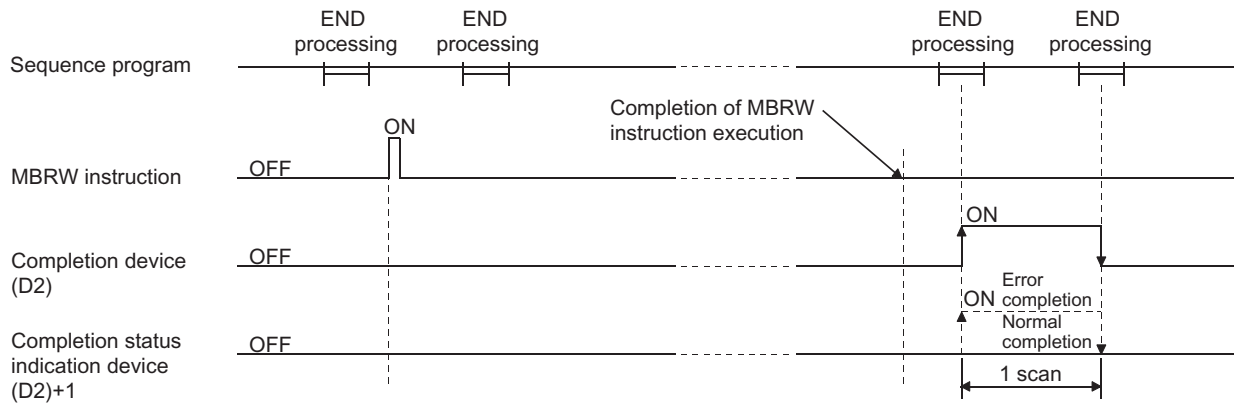 END
processing
END
processing
END
processing
END
processing
Sequence program
Completion of MBRW
instruction execution
ON
MBRW instruction
OFF
ON
Completion device
(D2)
OFF
ON
Error
completion
Normal
completion
Completion status
indication device
(D2)+1
OFF
1 scan